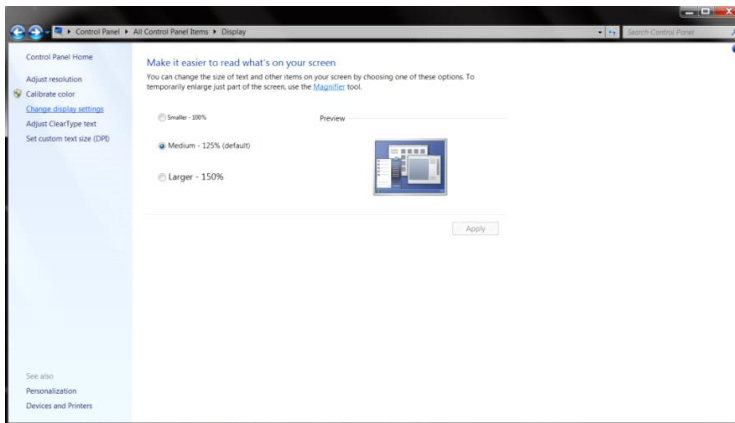 Control Panel ▸ All Control Panel Items ▸ Display
Search Control Panel
Control Panel Home
Adjust resolution
Calibrate color
Change display settings
Adjust ClearType text
Set custom text size (DPI)
Make it easier to read what's on your screen
You can change the size of text and other items on your screen by choosing one of these options. To
temporarily enlarge just part of the screen, use the Magnifier tool.
Smaller - 100%
Preview
Medium - 125% (default)
Larger - 150%
Apply
See also
Personalization
Devices and Printers